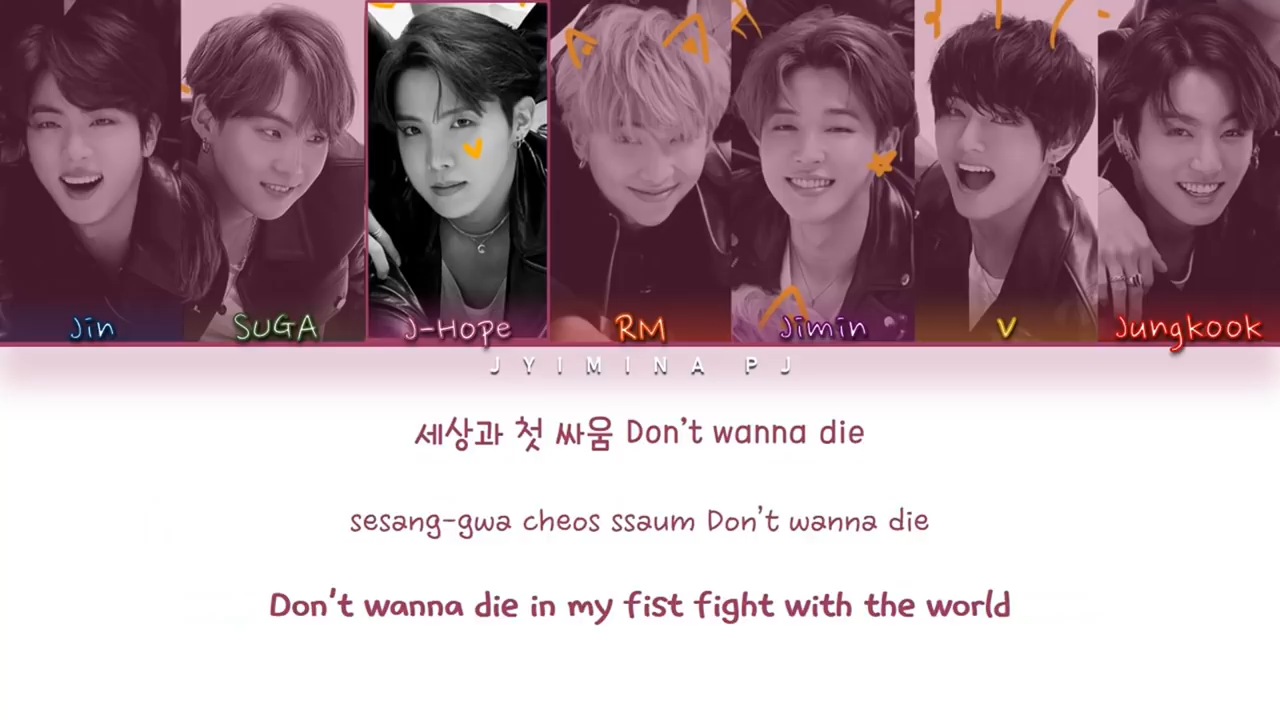 Jin SUGA J-Hope RM Jimin V Jungkook
JYIMINA PJ
세상과 첫 싸움 Don't wanna die
sesang-gwa cheos ssaum Don't wanna die
Don't wanna die in my fist fight with the world